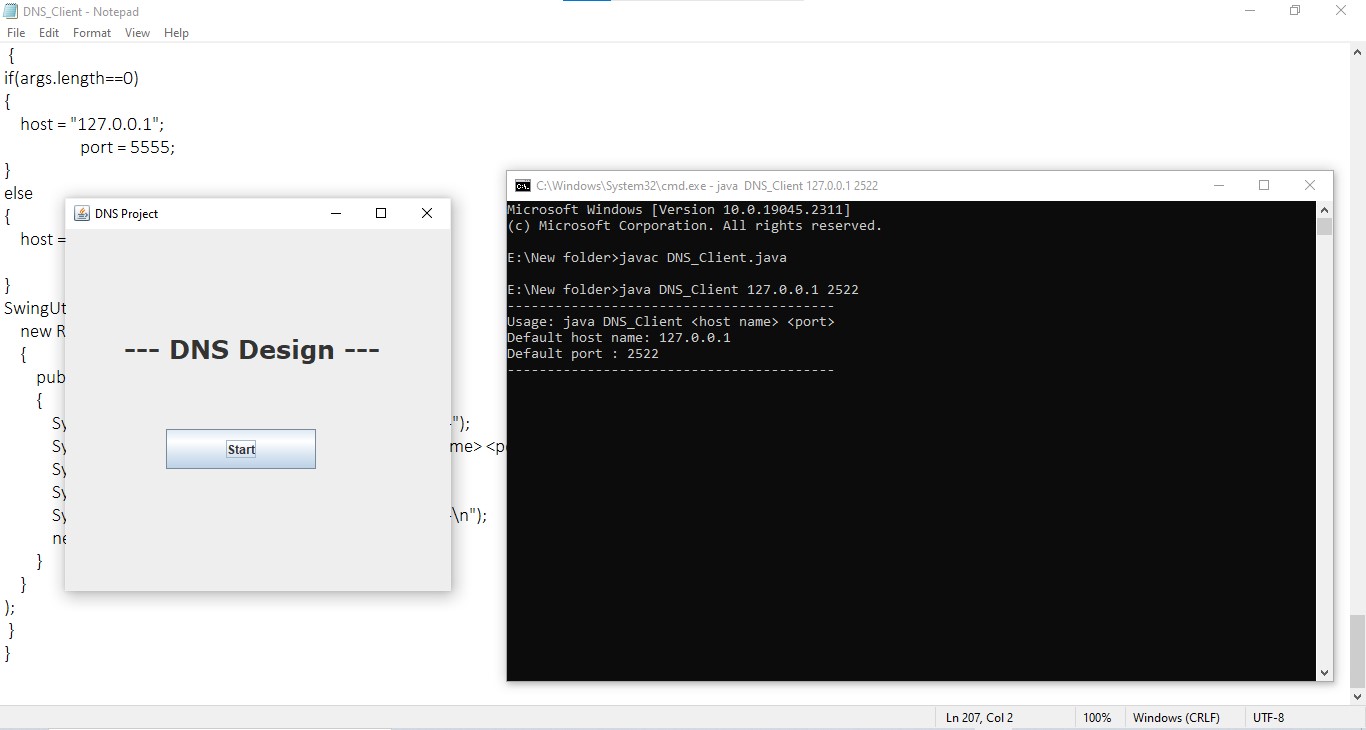 DNS_Client - Notepad
File Edit Format View Help
{
if(args.length==0)
{
host = "127.0.0.1";
port = 5555;
}
else
{
host =
}
SwingUt
new R
{
pub
{
Sy
");
Sy
me> <p
Sy
Sy
Sy
\n");
ne
}
}
);
}
}
DNS Project
--- DNS Design ---
Start
C:\Windows\System32\cmd.exe - java DNS_Client 127.0.0.1 2522
Microsoft Windows [Version 10.0.19045.2311]
(c) Microsoft Corporation. All rights reserved.
E:\New folder>javac DNS_Client.java
E:\New folder>java DNS_Client 127.0.0.1 2522
-----------------------------------------
Usage: java DNS_Client <host name> <port>
Default host name: 127.0.0.1
Default port : 2522
-----------------------------------------
Ln 207, Col 2
100%
Windows (CRLF)
UTF-8